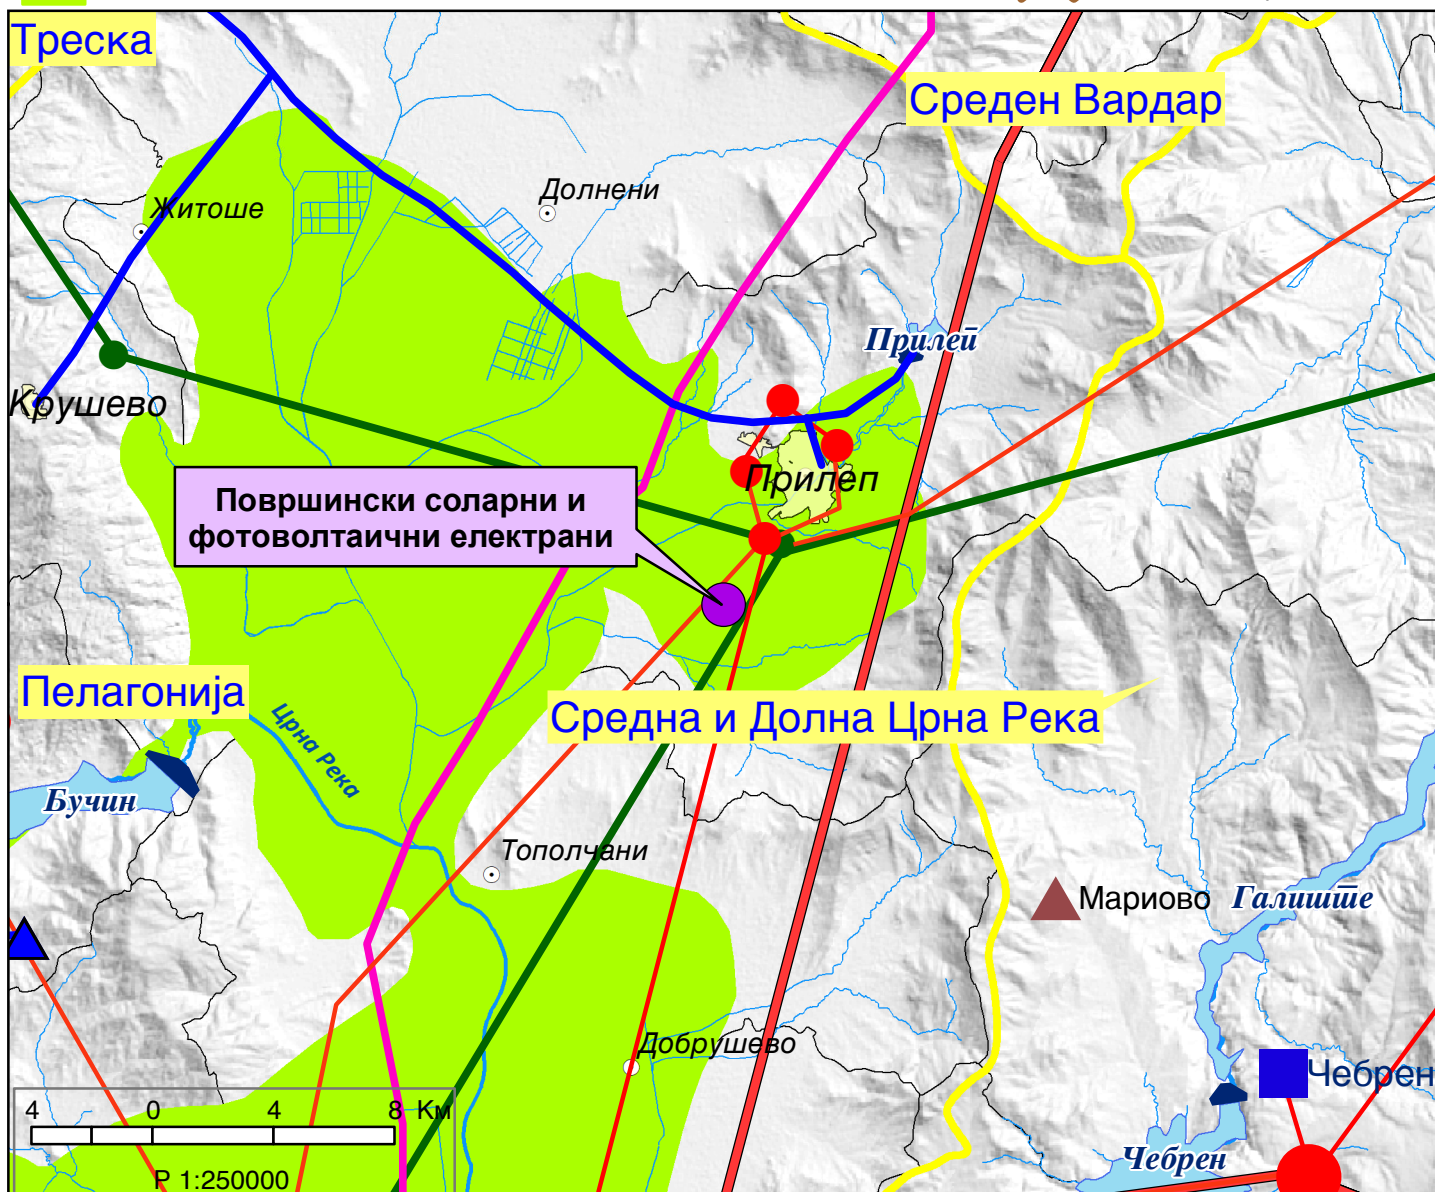 Треска
Среден Вардар
Долнени
Житоше
Прилеп
Крушево
Прилеп
Површински соларни и
фотоволтаични електрани
Пелагонија
Средна и Долна Црна Река
Црна Река
Бучин
Тополчани
Мариово
Галиште
Добрушево
Чебрен
4 0 4 8 Км
Чебрен
Р 1:250000